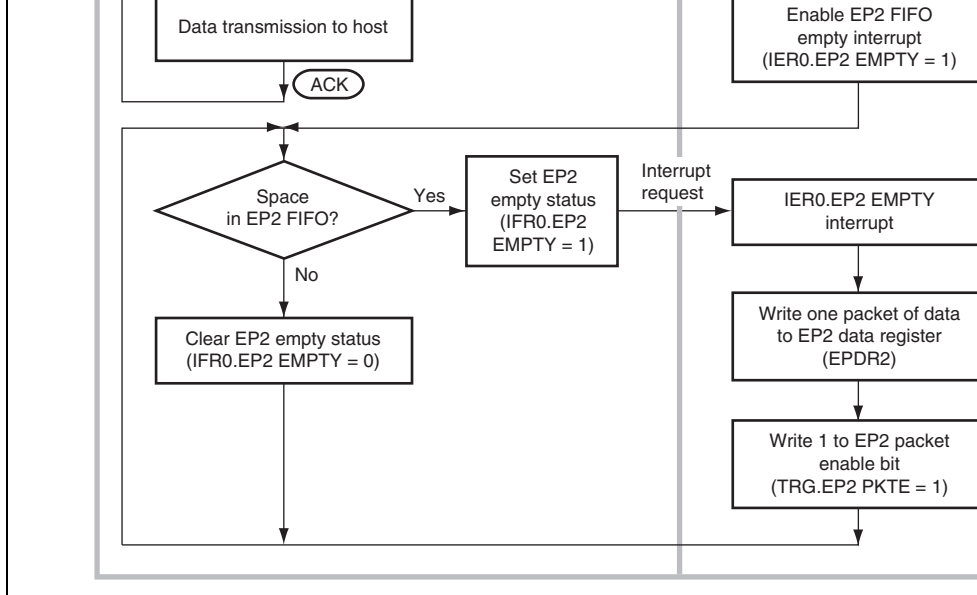 Data transmission to host
ACK
Enable EP2 FIFO
empty interrupt
(IER0.EP2 EMPTY = 1)
Space
in EP2 FIFO?
Yes
No
Set EP2
empty status
(IFR0.EP2
EMPTY = 1)
Interrupt
request
IER0.EP2 EMPTY
interrupt
Clear EP2 empty status
(IFR0.EP2 EMPTY = 0)
Write one packet of data
to EP2 data register
(EPDR2)
Write 1 to EP2 packet
enable bit
(TRG.EP2 PKTE = 1)